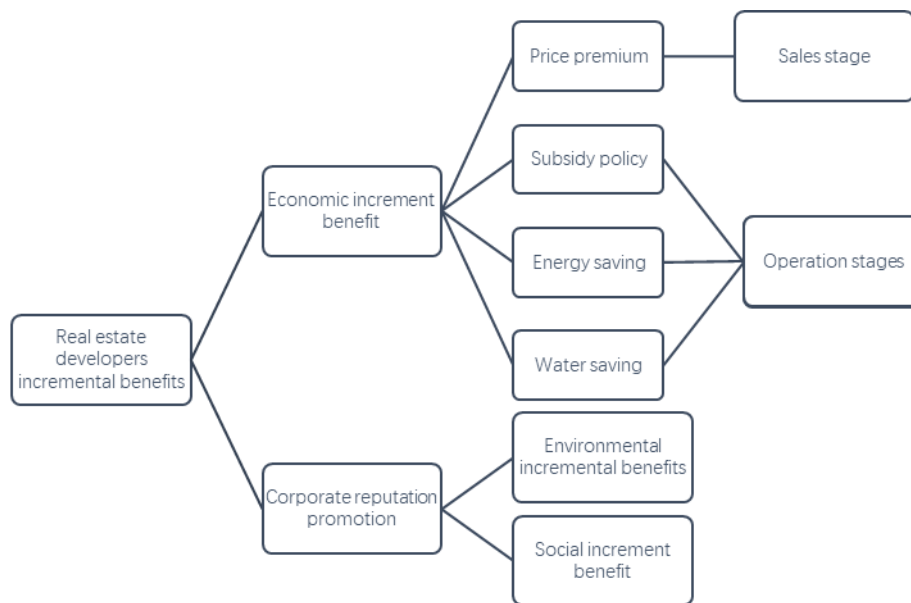 Price premium
Sales stage
Subsidy policy
Economic increment
benefit
Energy saving
Operation stages
Real estate
developers
incremental benefits
Water saving
Environmental
incremental benefits
Corporate reputation
promotion
Social increment
benefit